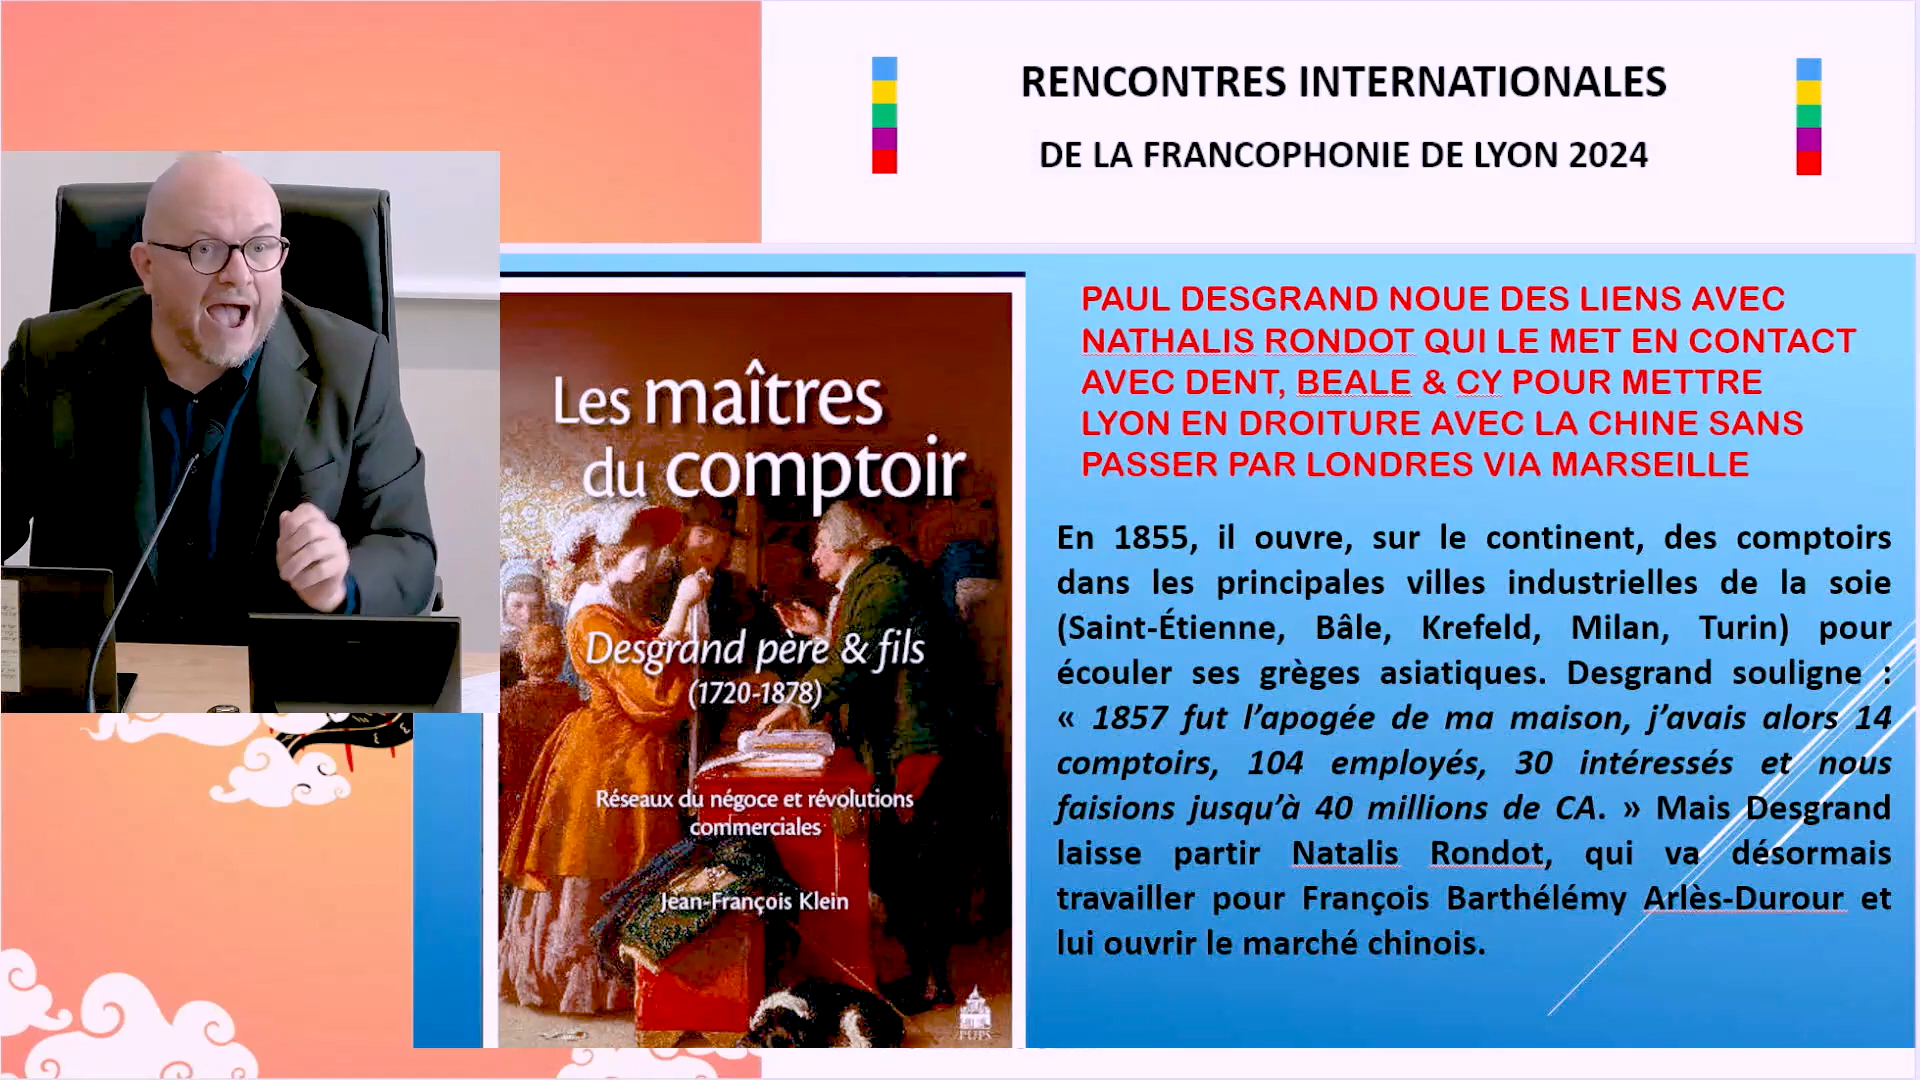 RENCONTRES INTERNATIONALES
DE LA FRANCOPHONIE DE LYON 2024
Les maîtres
du comptoir
Desgrand père & fils
(1720-1878)
Réseaux du négoce et révolutions
commerciales
Jean-François Klein
PUPS
PAUL DESGRAND NOUE DES LIENS AVEC
NATHALIS RONDOT QUI LE MET EN CONTACT
AVEC DENT, BEALE & CY POUR METTRE
LYON EN DROITURE AVEC LA CHINE SANS
PASSER PAR LONDRES VIA MARSEILLE
En 1855, il ouvre, sur le continent, des comptoirs
dans les principales villes industrielles de la soie
(Saint-Étienne, Bâle, Krefeld, Milan, Turin) pour
écouler ses grèges asiatiques. Desgrand souligne :
« 1857 fut l’apogée de ma maison, j’avais alors 14
comptoirs, 104 employés, 30 intéressés et nous
faisions jusqu’à 40 millions de CA. » Mais Desgrand
laisse partir Natalis Rondot, qui va désormais
travailler pour François Barthélémy Arlès-Durour et
lui ouvrir le marché chinois.